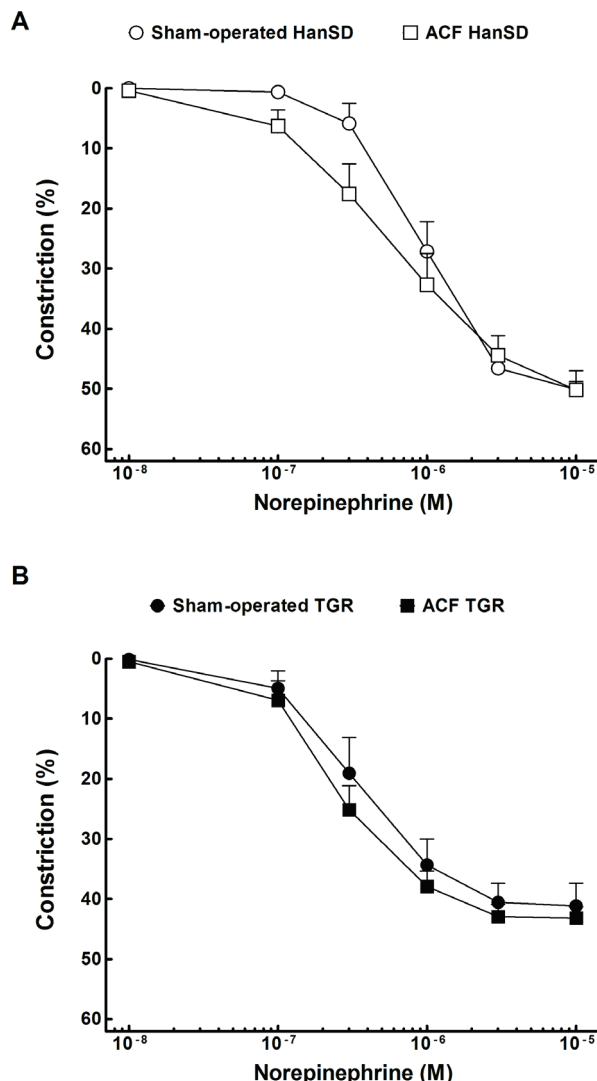 A
Sham-operated HanSD
ACF HanSD
0
10
20
30
40
50
60
Constriction (%)
10-8
10-7
10-6
10-5
Norepinephrine (M)
B
Sham-operated TGR
ACF TGR
0
10
20
30
40
50
60
Constriction (%)
10-8
10-7
10-6
10-5
Norepinephrine (M)